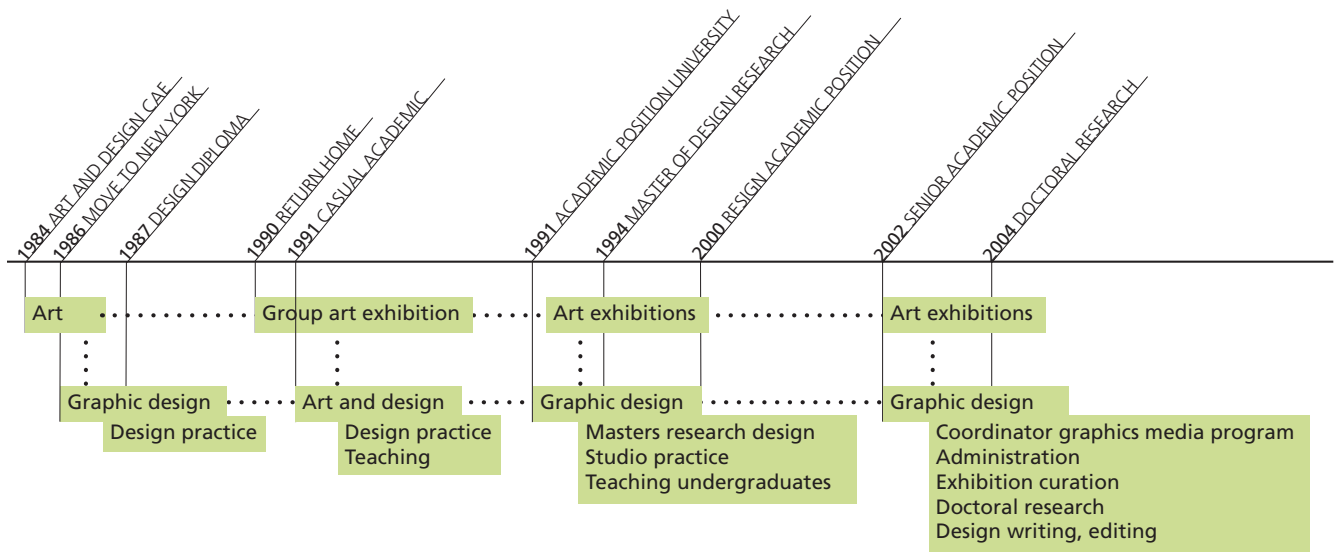 1984 ART AND DESIGN CAE
1986 MOVE TO NEW YORK
1987 DESIGN DIPLOMA
1990 RETURN HOME
1991 CASUAL ACADEMIC
1991 ACADEMIC POSITION UNIVERSITY
1994 MASTER OF DESIGN RESEARCH
2000 RESIGN ACADEMIC POSITION
2002 SENIOR ACADEMIC POSITION
2004 DOCTORAL RESEARCH
Art
Group art exhibition
Art exhibitions
Art exhibitions
Graphic design
Design practice
Art and design
Design practice
Teaching
Graphic design
Masters research design
Studio practice
Teaching undergraduates
Graphic design
Coordinator graphics media program
Administration
Exhibition curation
Doctoral research
Design writing, editing